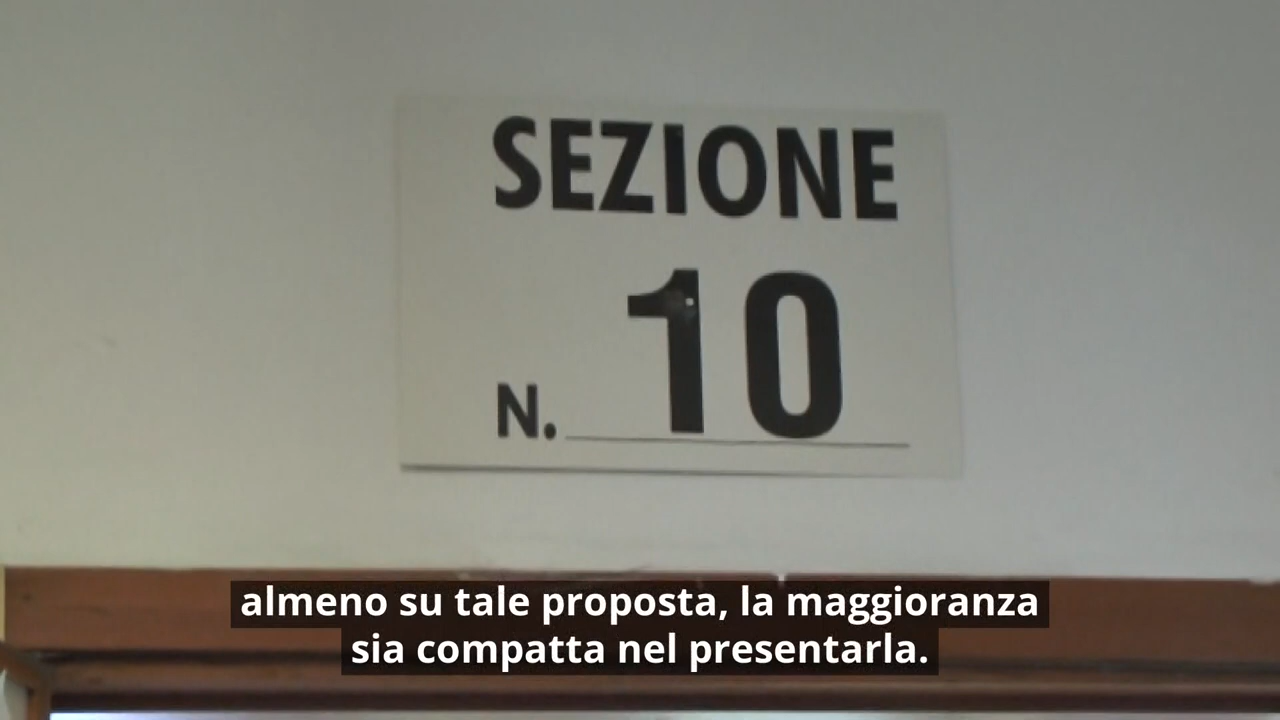 SEZIONE
N. 10
almeno su tale proposta, la maggioranza
sia compatta nel presentarla.